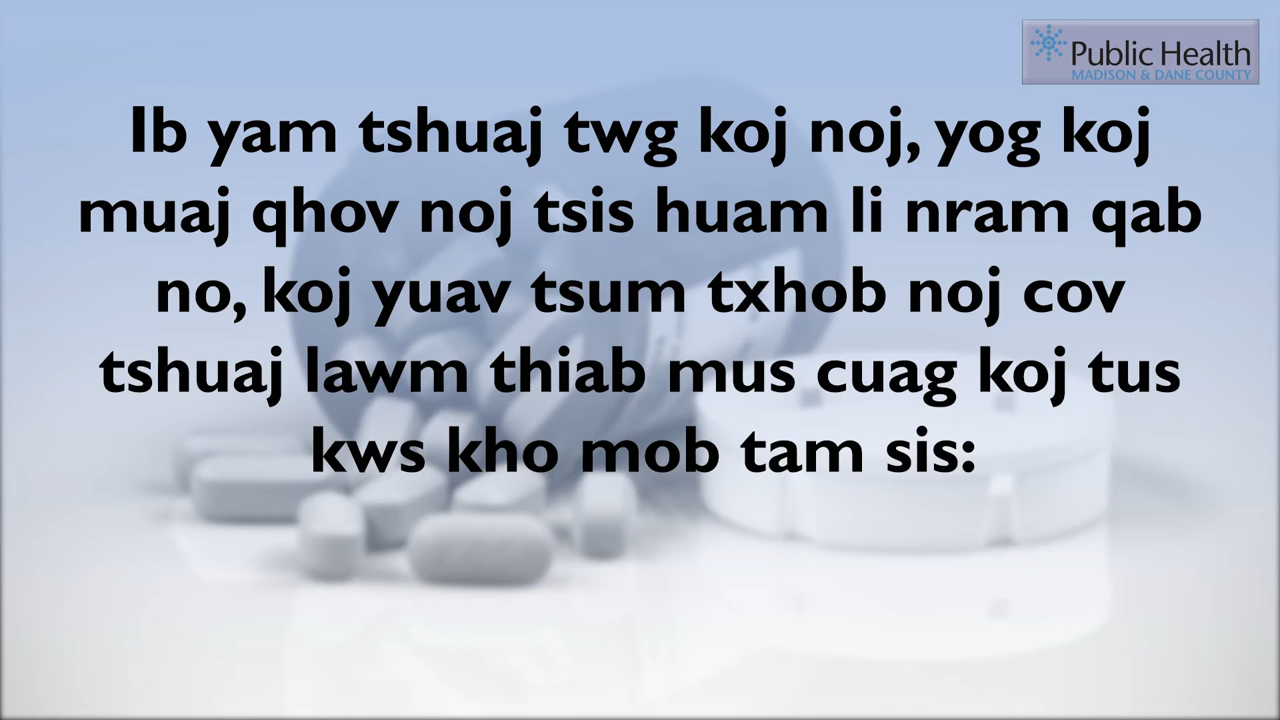 Public Health
MADISON & DANE COUNTY
Ib yam tshuaj twg koj noj, yog koj
muaj qhov noj tsis huam li nram qab
no, koj yuav tsum txhob noj cov
tshuaj lawm thiab mus cuag koj tus
kws kho mob tam sis: